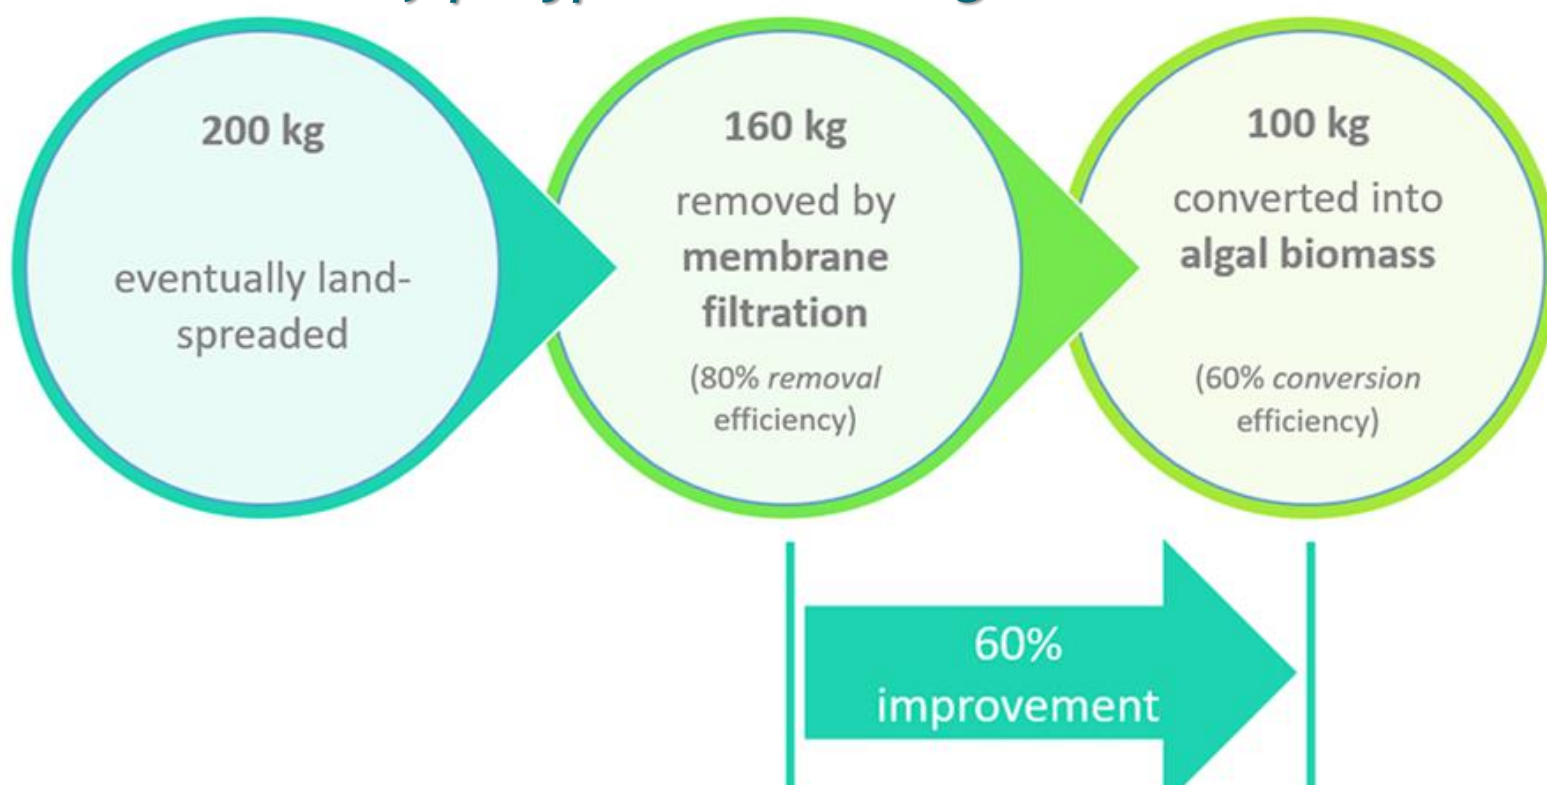 200 kg
eventually land-
spreaded
160 kg
removed by
membrane
filtration
(80% removal
efficiency)
100 kg
converted into
algal biomass
(60% conversion
efficiency)
60%
improvement